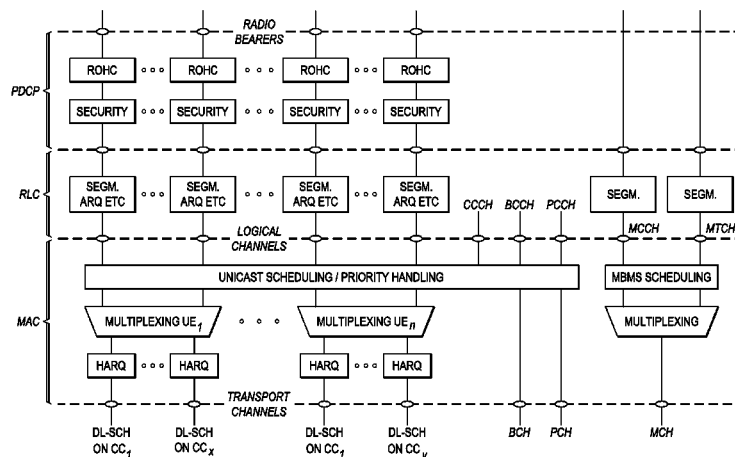 RADIO
BEARERS
ROHC ROHC ROHC ROHC
PDCP
SECURITY SECURITY SECURITY SECURITY
RLC
SEGM. ARQ ETC SEGM. ARQ ETC SEGM. ARQ ETC SEGM. ARQ ETC
CCCH BCCH PCCH
SEGM. SEGM.
MCCH MTCH
LOGICAL
CHANNELS
UNICAST SCHEDULING / PRIORITY HANDLING
MBMS SCHEDULING
MAC
MULTIPLEXING UE1 MULTIPLEXING UEn
MULTIPLEXING
HARQ HARQ HARQ HARQ
TRANSPORT
CHANNELS
DL-SCH DL-SCH DL-SCH DL-SCH
ON CC1 ON CCx ON CC1 ON CCy
BCH PCH MCH